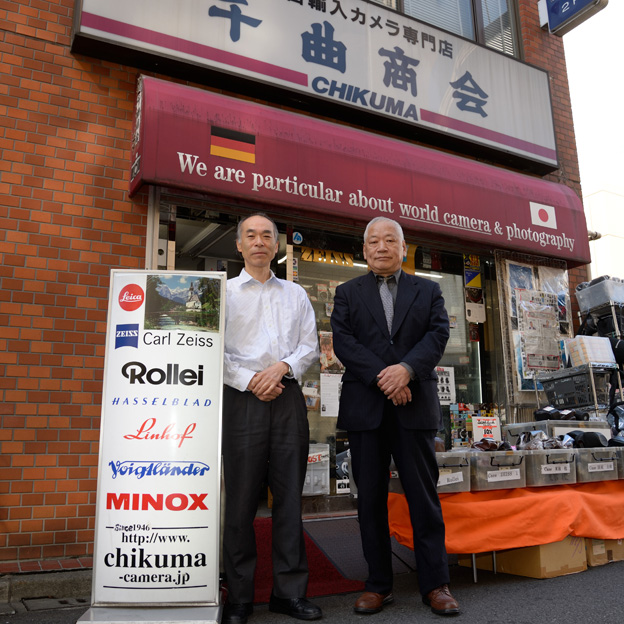 輸入カメラ専門店
千曲商会
CHIKUMA
We are particular about world camera & photography
ZEISS
Leica
ZEISS
Carl Zeiss
Rollei
HASSELBLAD
Linhof
Voigtländer
MINOX
Since1946
http://www.
chikuma
-camera.jp